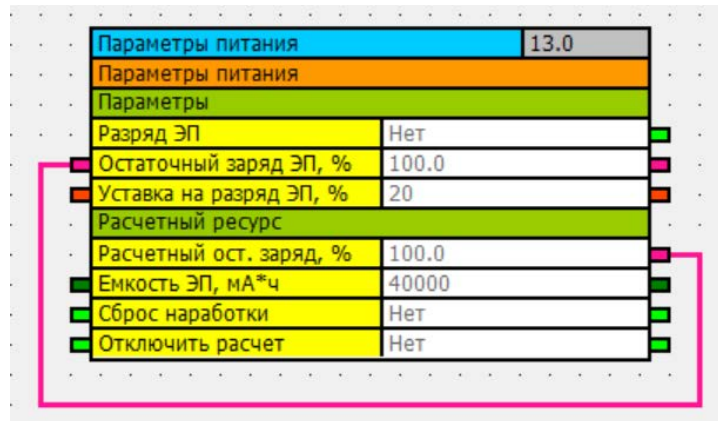 Параметры питания 13.0
Параметры питания
Параметры
Разряд ЭП Нет
Остаточный заряд ЭП, % 100.0
Уставка на разряд ЭП, % 20
Расчетный ресурс
Расчетный ост. заряд, % 100.0
Емкость ЭП, мА*ч 40000
Сброс наработки Нет
Отключить расчет Нет